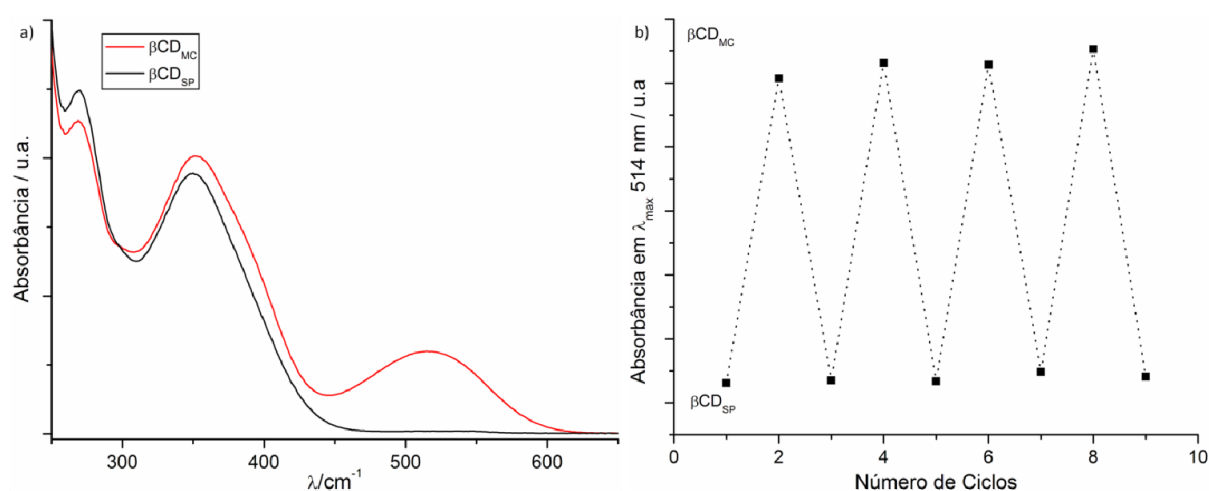 a)
βCD_MC
βCD_SP
Absorbância / u.a.
300
400
500
600
λ/cm⁻¹
b)
βCD_MC
βCD_SP
Absorbância em λ_max 514 nm / u.a
0
2
4
6
8
10
Número de Ciclos